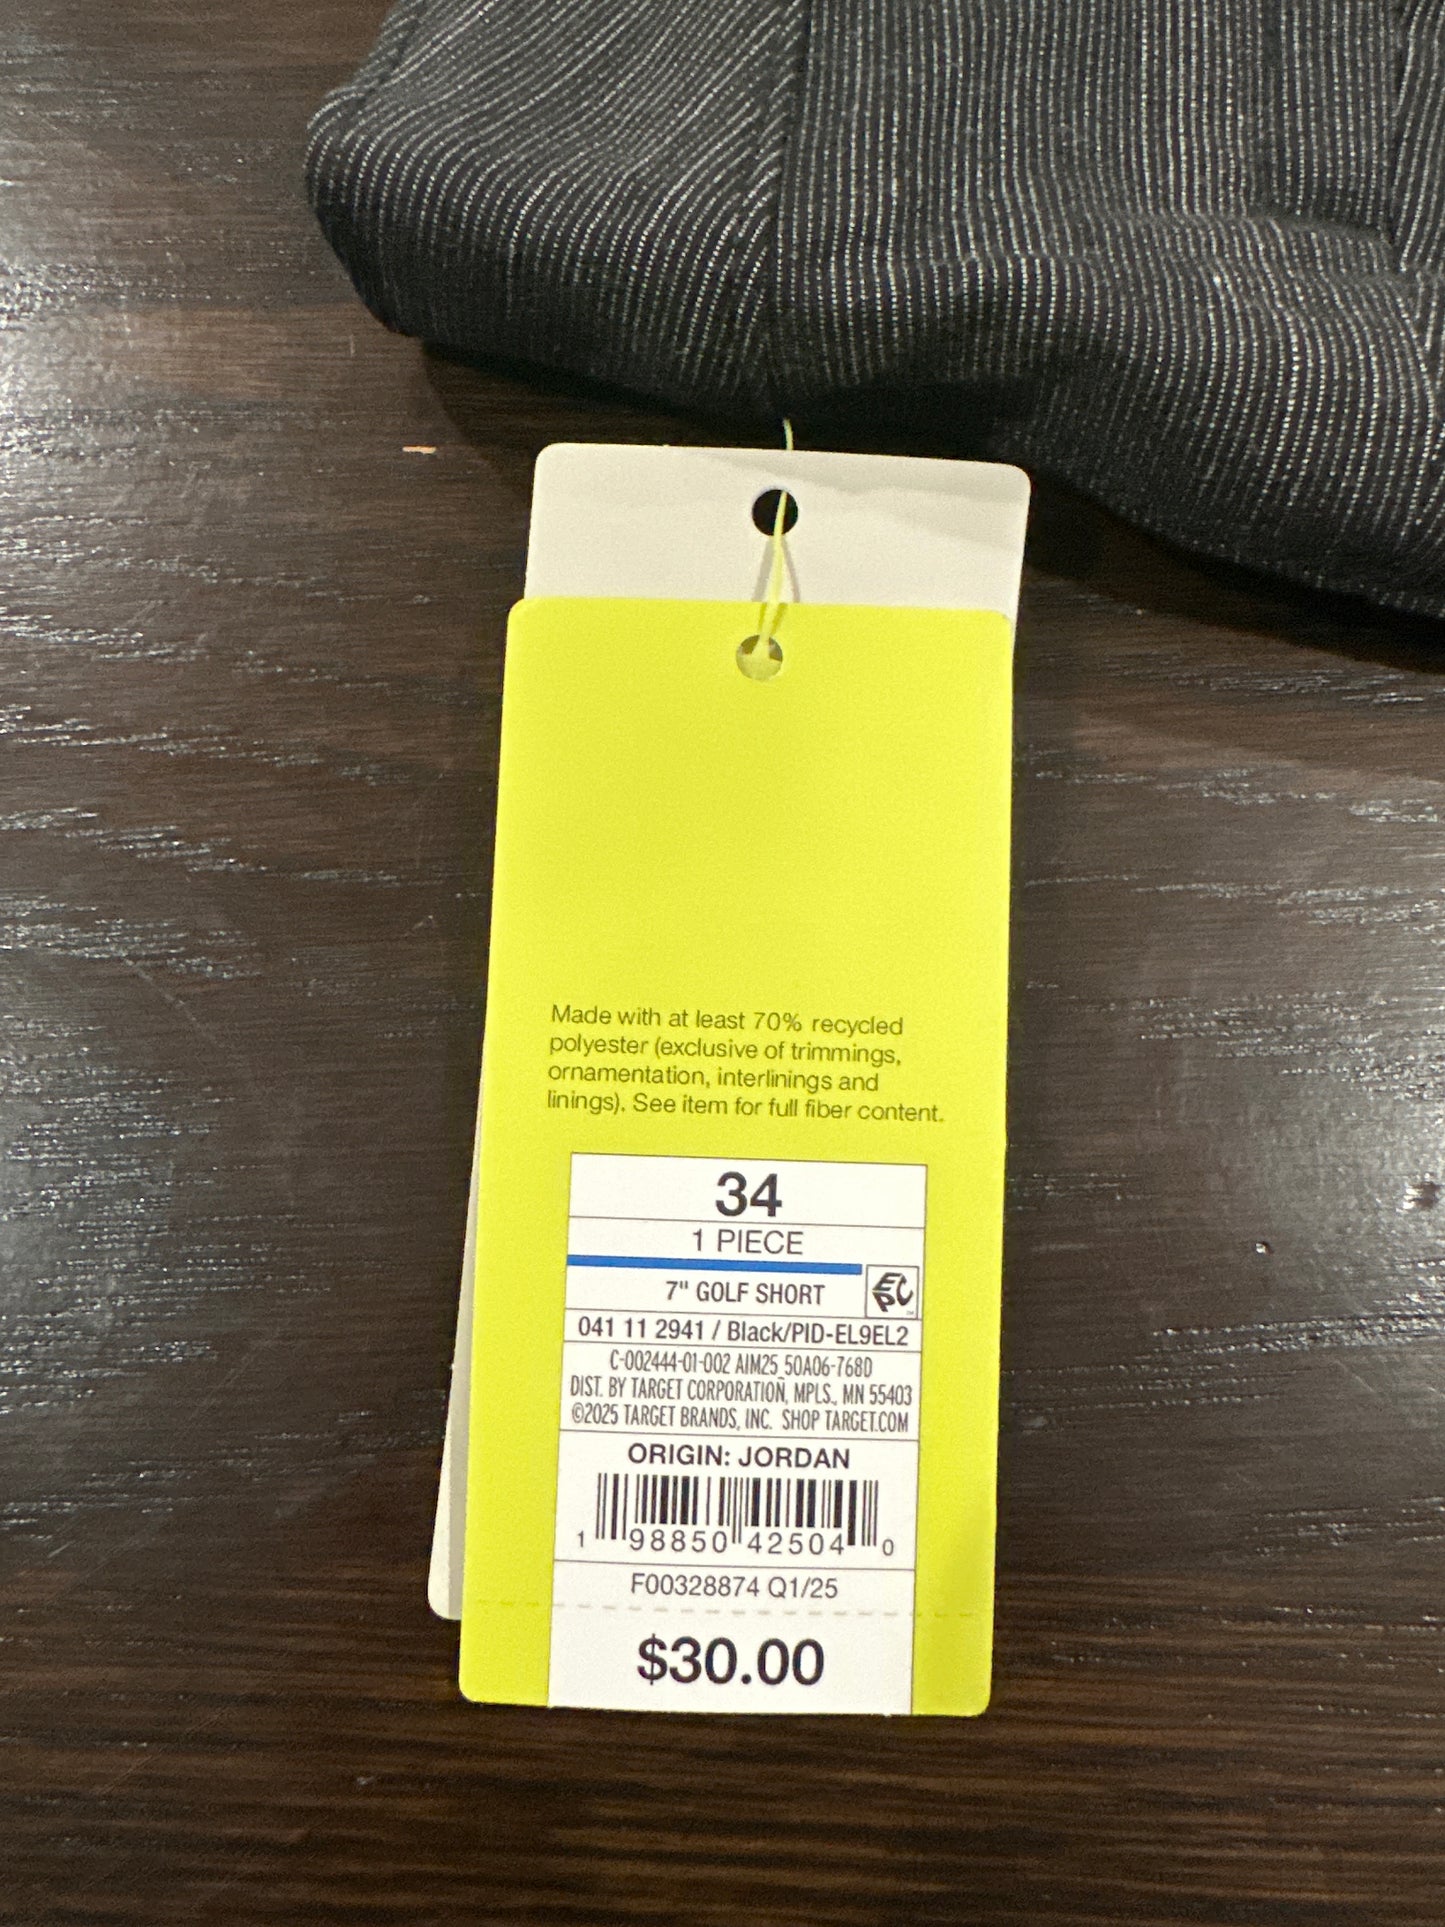 Made with at least 70% recycled
polyester (exclusive of trimmings,
ornamentation, interlinings and
linings). See item for full fiber content.
34
1 PIECE
7" GOLF SHORT
EPC
041 11 2941 / Black/PID-EL9EL2
C-002444-01-002 AIM25 50A06-768D
DIST. BY TARGET CORPORATION, MPLS., MN 55403
©2025 TARGET BRANDS, INC. SHOP TARGET.COM
ORIGIN: JORDAN
1 98850 42504 0
F00328874 Q1/25
$30.00